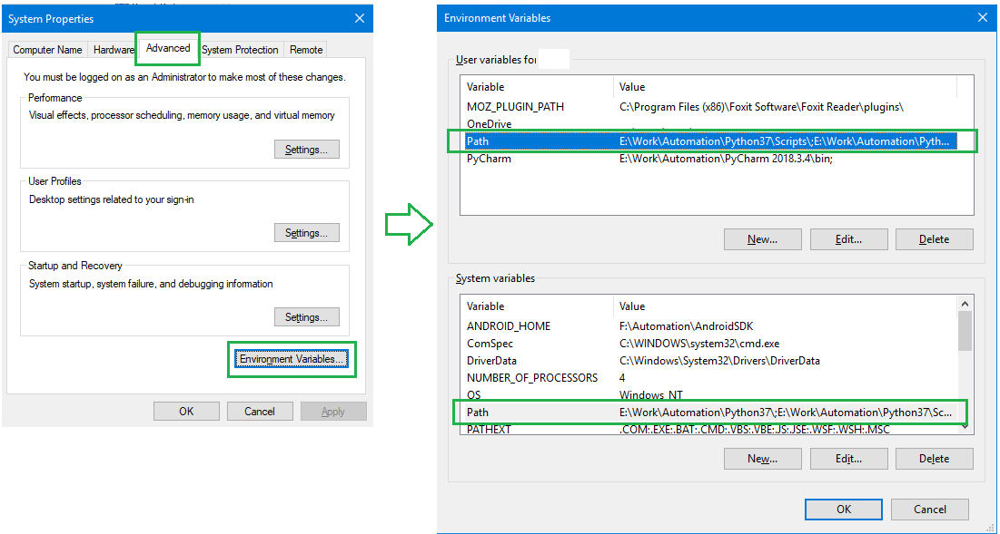 System Properties
Computer Name Hardware Advanced System Protection Remote
You must be logged on as an Administrator to make most of these changes.
Performance
Visual effects, processor scheduling, memory usage, and virtual memory
Settings...
User Profiles
Desktop settings related to your sign-in
Settings...
Startup and Recovery
System startup, system failure, and debugging information
Settings...
Environment Variables...
OK Cancel Apply
Environment Variables
User variables for
Variable Value
MOZ_PLUGIN_PATH C:\Program Files (x86)\Foxit Software\Foxit Reader\plugins\
OneDrive
Path E:\Work\Automation\Python37\Scripts\;E:\Work\Automation\Pyth...
PyCharm E:\Work\Automation\PyCharm 2018.3.4\bin;
New... Edit... Delete
System variables
Variable Value
ANDROID_HOME F:\Automation\AndroidSDK
ComSpec C:\WINDOWS\system32\cmd.exe
DriverData C:\Windows\System32\Drivers\DriverData
NUMBER_OF_PROCESSORS 4
OS Windows_NT
Path E:\Work\Automation\Python37\;E:\Work\Automation\Python37\Sc...
PATHEXT .COM;.EXE;.BAT;.CMD;.VBS;.VBE;.JS;.JSE;.WSF;.WSH;.MSC
New... Edit... Delete
OK Cancel